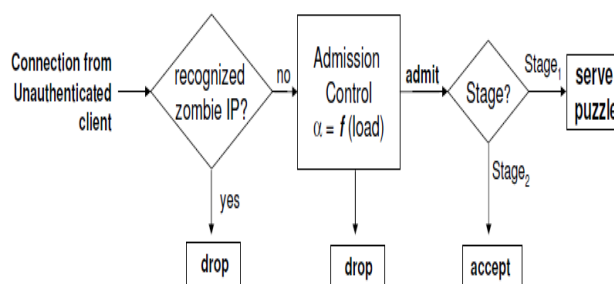 Connection from
Unauthenticated
client
recognized
zombie IP?
no
yes
drop
Admission
Control
α = f (load)
drop
admit
Stage?
Stage₁
serve
puzzle
Stage₂
accept